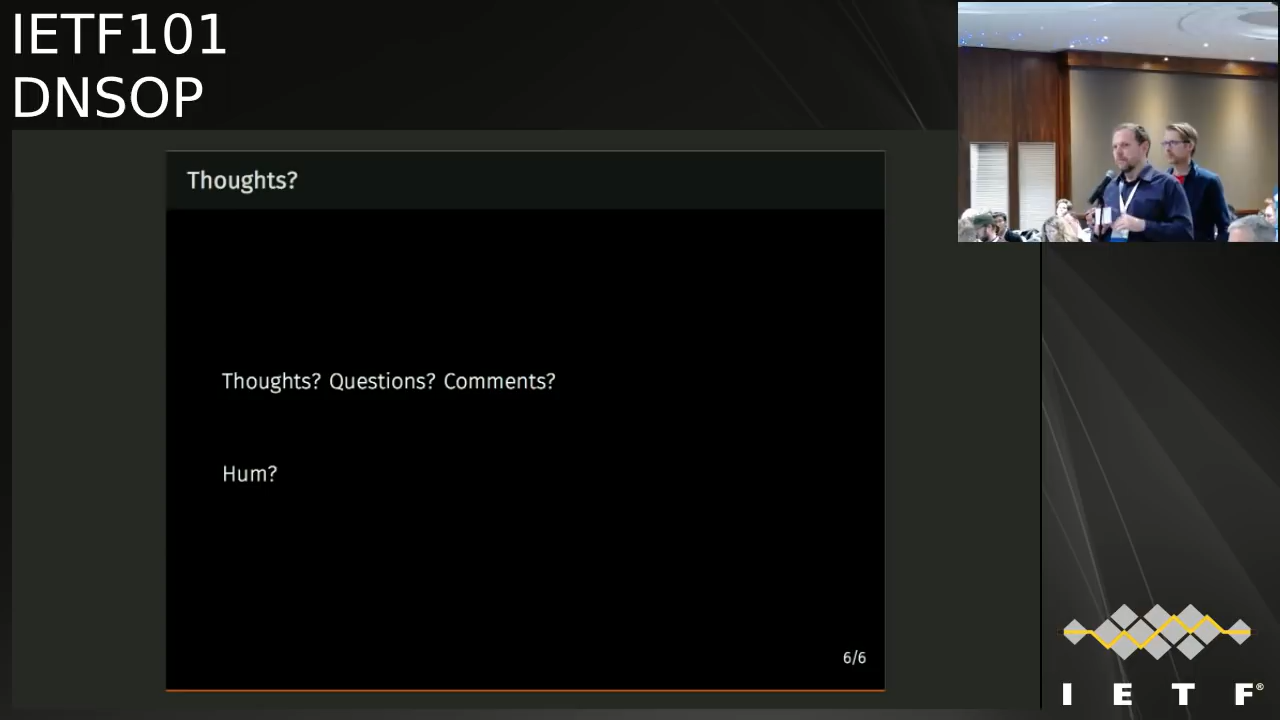 IETF101
DNSOP
Thoughts?
Thoughts? Questions? Comments?
Hum?
6/6
I E T F®